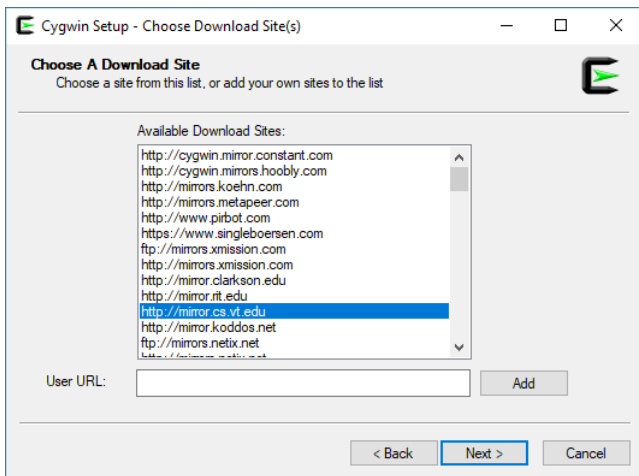 Cygwin Setup - Choose Download Site(s)
Choose A Download Site
Choose a site from this list, or add your own sites to the list
Available Download Sites:
http://cygwin.mirror.constant.com
http://cygwin.mirrors.hoobly.com
http://mirrors.koehn.com
http://mirrors.metapeer.com
http://www.pirbot.com
https://www.singleboersen.com
ftp://mirrors.xmission.com
http://mirrors.xmission.com
http://mirror.clarkson.edu
http://mirror.rit.edu
http://mirror.cs.vt.edu
http://mirror.koddos.net
ftp://mirrors.netix.net
http://mirrors.netix.net
User URL:
Add
< Back
Next >
Cancel